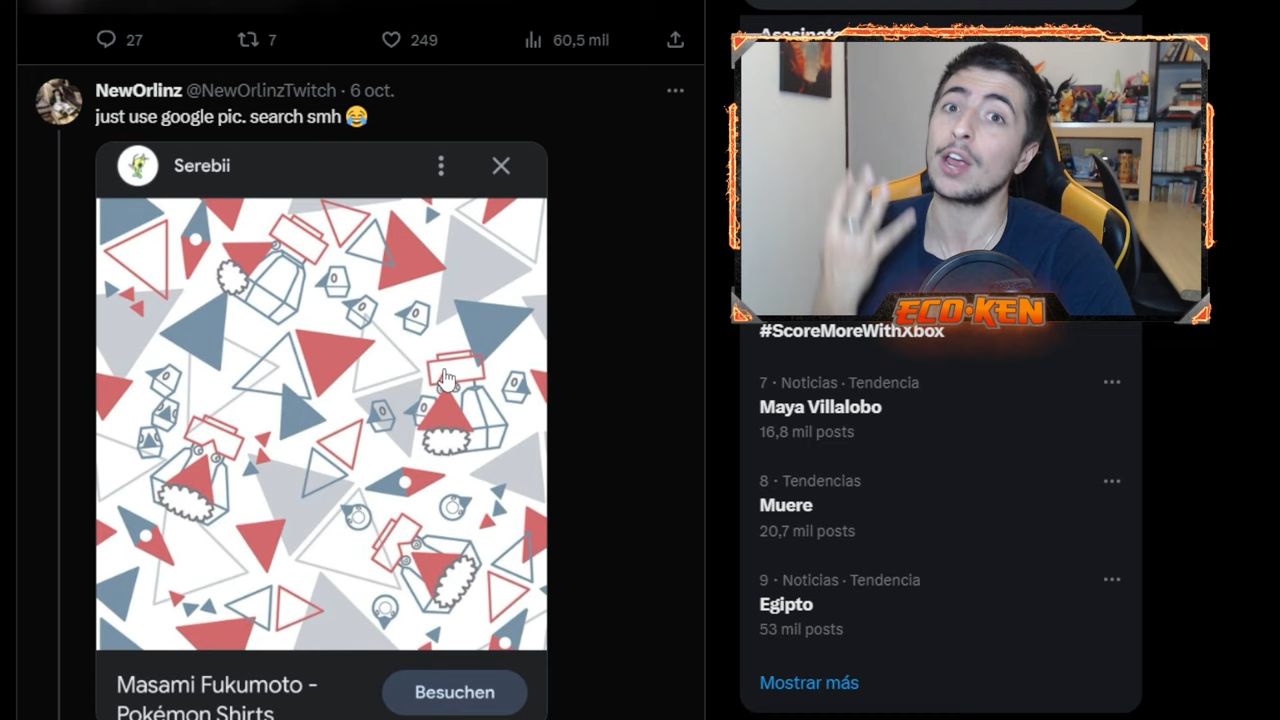 27
7
249
60,5 mil
NewOrlinz @NewOrlinzTwitch · 6 oct.
just use google pic. search smh 😂
Serebii
Masami Fukumoto -
Pokémon Shirts
Besuchen
Asesinato
ECO·KEN
#ScoreMoreWithXbox
7 · Noticias · Tendencia
Maya Villalobo
16,8 mil posts
8 · Tendencias
Muere
20,7 mil posts
9 · Noticias · Tendencia
Egipto
53 mil posts
Mostrar más